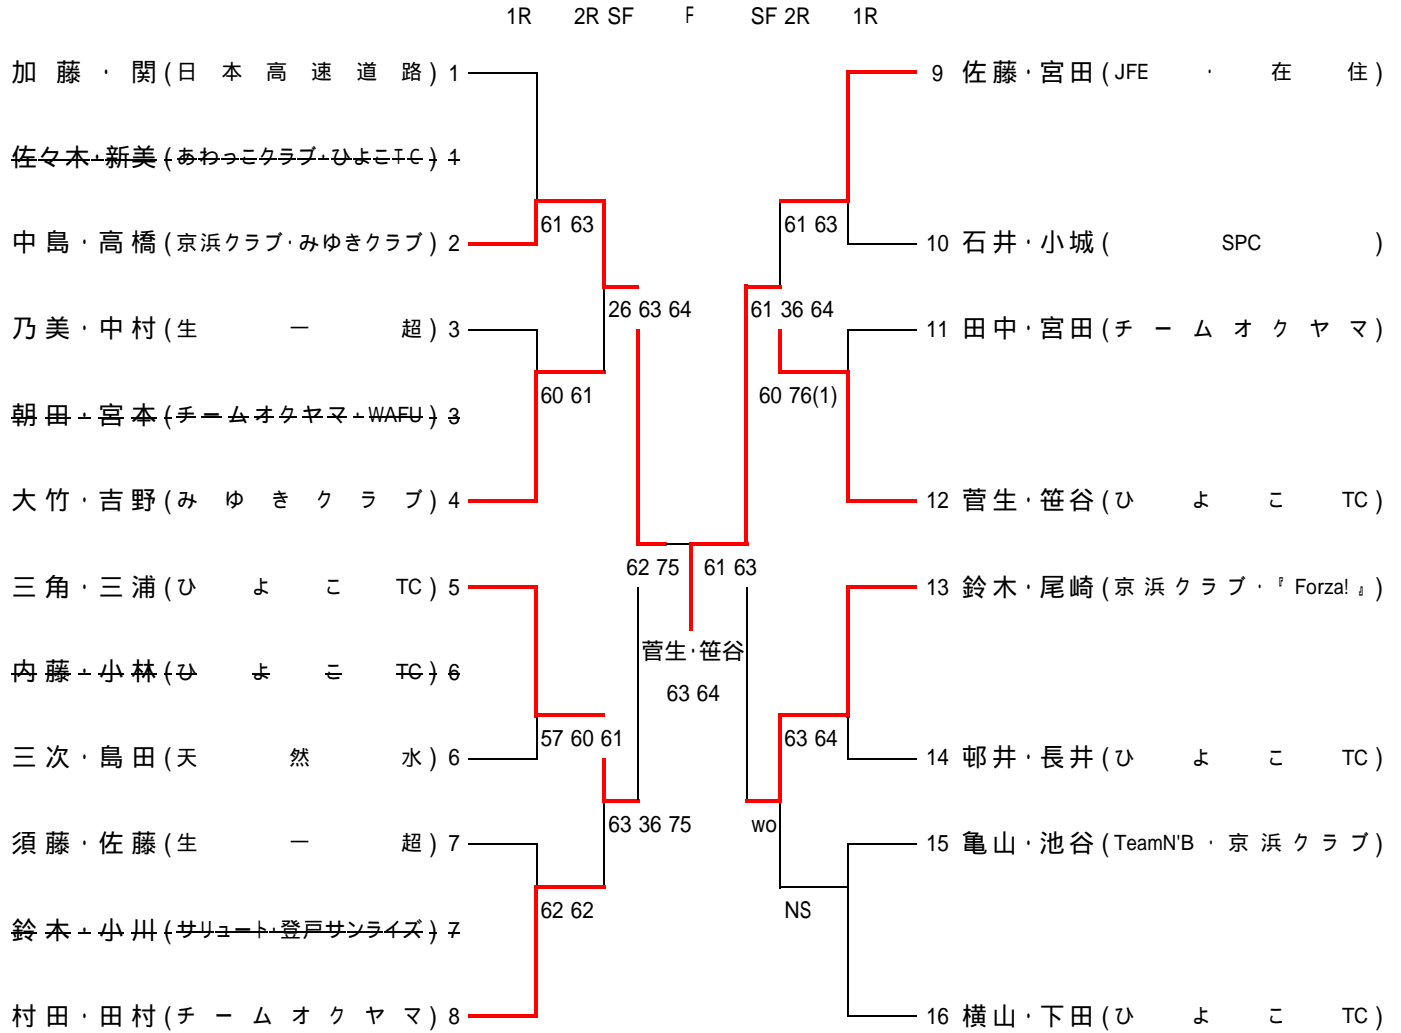 1R 2R SF F SF 2R 1R
加藤・関(日本高速道路) 1
9 佐藤・宮田(JFE・在住)
佐々木・新美(あわっこクラブ・ひよこTC) 1
61 63
61 63
中島・高橋(京浜クラブ・みゆきクラブ) 2
10 石井・小城(SPC)
26 63 64
61 36 64
乃美・中村(生一超) 3
11 田中・宮田(チームオクヤマ)
60 61
60 76(1)
朝田・宮本(チームオクヤマ・WAFU) 3
大竹・吉野(みゆきクラブ) 4
12 菅生・笹谷(ひよこTC)
62 75
61 63
三角・三浦(ひよこTC) 5
13 鈴木・尾崎(京浜クラブ・『Forza!』)
菅生・笹谷
内藤・小林(ひよこTC) 6
63 64
57 60 61
63 64
三次・島田(天然水) 6
14 邨井・長井(ひよこTC)
63 36 75
wo
須藤・佐藤(生一超) 7
15 亀山・池谷(TeamN'B・京浜クラブ)
62 62
NS
鈴木・小川(サリュート・登戸サンライズ) 7
村田・田村(チームオクヤマ) 8
16 横山・下田(ひよこTC)